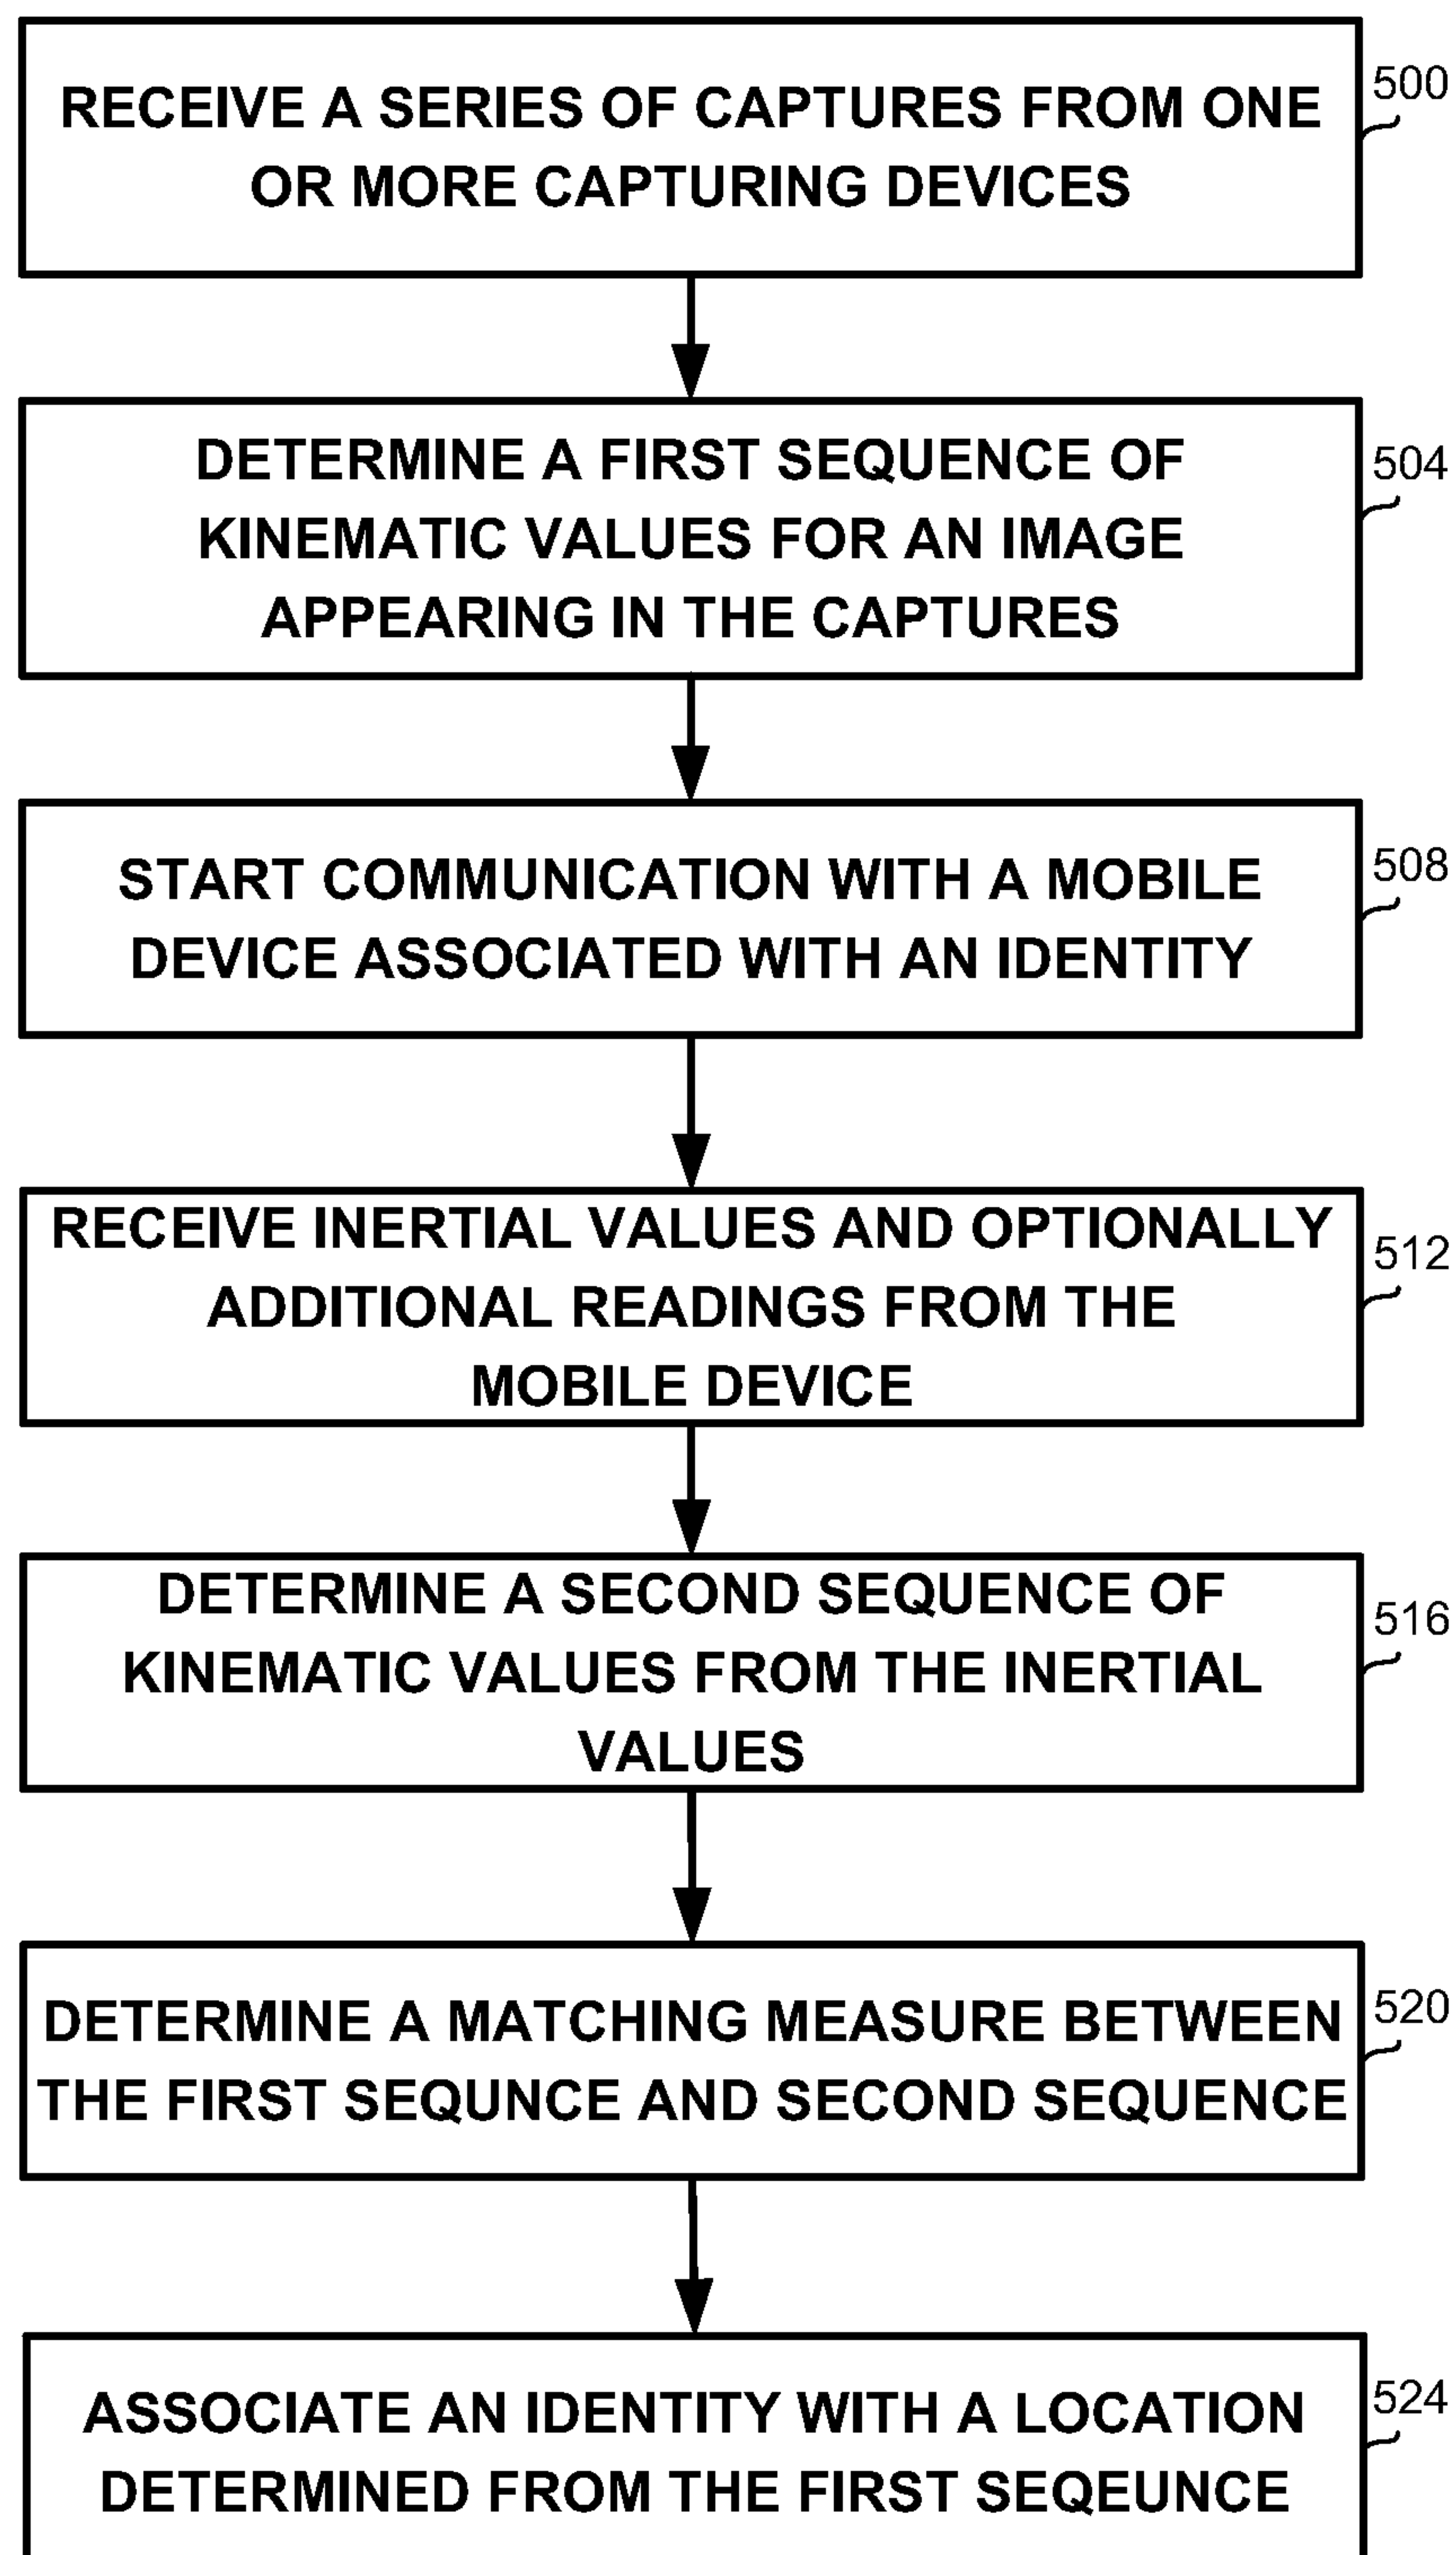 RECEIVE A SERIES OF CAPTURES FROM ONE
OR MORE CAPTURING DEVICES
500
DETERMINE A FIRST SEQUENCE OF
KINEMATIC VALUES FOR AN IMAGE
APPEARING IN THE CAPTURES
504
START COMMUNICATION WITH A MOBILE
DEVICE ASSOCIATED WITH AN IDENTITY
508
RECEIVE INERTIAL VALUES AND OPTIONALLY
ADDITIONAL READINGS FROM THE
MOBILE DEVICE
512
DETERMINE A SECOND SEQUENCE OF
KINEMATIC VALUES FROM THE INERTIAL
VALUES
516
DETERMINE A MATCHING MEASURE BETWEEN
THE FIRST SEQUNCE AND SECOND SEQUENCE
520
ASSOCIATE AN IDENTITY WITH A LOCATION
DETERMINED FROM THE FIRST SEQEUNCE
524